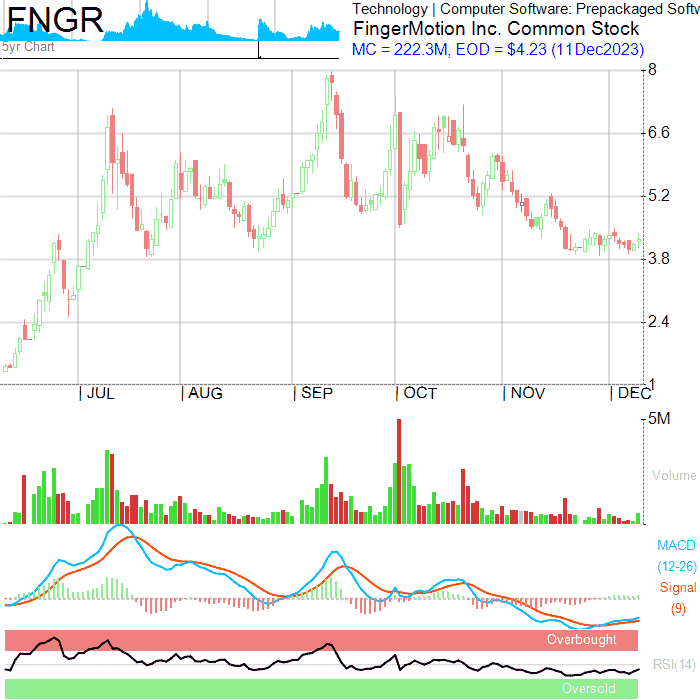 FNGR
5yr Chart
Technology | Computer Software: Prepackaged Softw
FingerMotion Inc. Common Stock
MC = 222.3M, EOD = $4.23 (11Dec2023)
8
6.6
5.2
3.8
2.4
1
JUL AUG SEP OCT NOV DEC
5M
Volume
MACD
(12-26)
Signal
(9)
Overbought
RSI(14)
Oversold